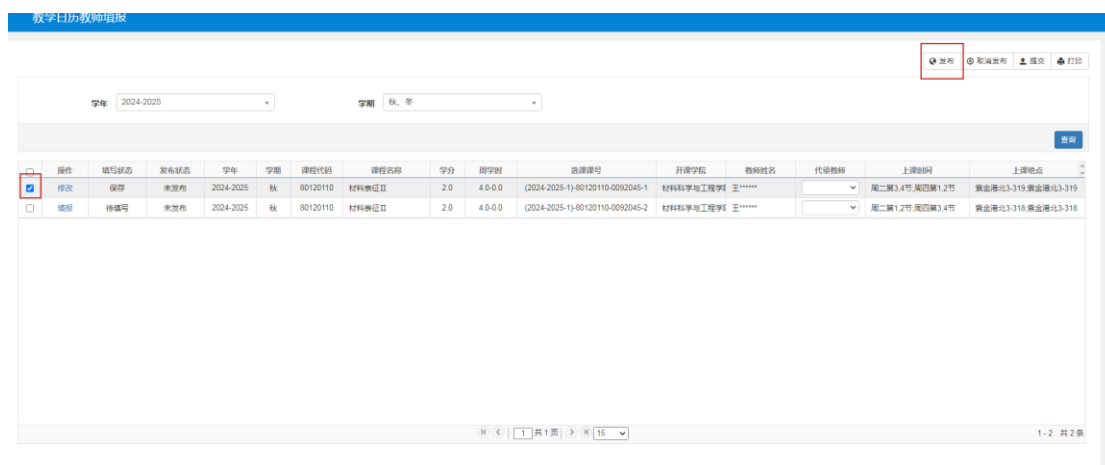 教学日历教师填报
发布 取消发布 提交 打印
学年 2024-2025 学期 秋、冬
查询
操作 填写状态 发布状态 学年 学期 课程代码 课程名称 学分 周学时 选课课号 开课学院 教师姓名 代录教师 上课时间 上课地点
修改 保存 未发布 2024-2025 秋 80120110 材料表征II 2.0 4.0-0.0 (2024-2025-1)-80120110-0092045-1 材料科学与工程学 王****** 周二第3,4节;周四第1,2节 紫金港北3-319;紫金港北3-319
填报 待填写 未发布 2024-2025 秋 80120110 材料表征II 2.0 4.0-0.0 (2024-2025-1)-80120110-0092045-2 材料科学与工程学 王****** 周二第1,2节;周四第3,4节 紫金港北3-318;紫金港北3-318
1 共1页 15 1-2 共2条